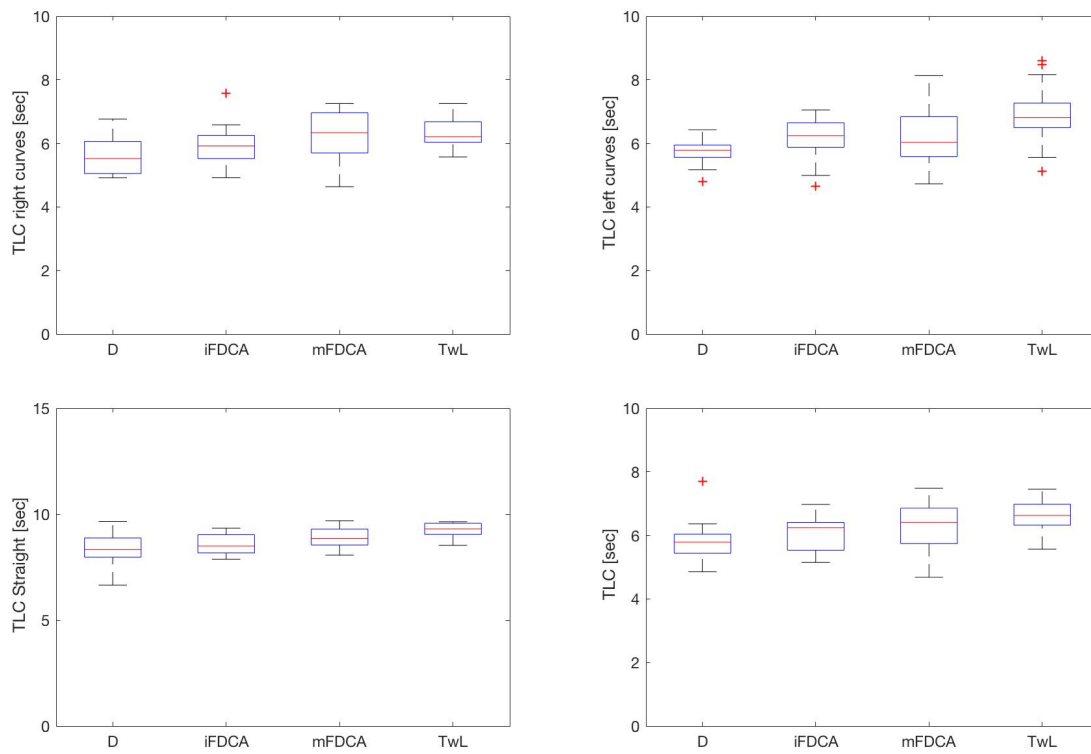 TLC right curves [sec]
10
8
6
4
2
0
D iFDCA mFDCA TwL
TLC left curves [sec]
10
8
6
4
2
0
D iFDCA mFDCA TwL
TLC Straight [sec]
15
10
5
0
D iFDCA mFDCA TwL
TLC [sec]
10
8
6
4
2
0
D iFDCA mFDCA TwL